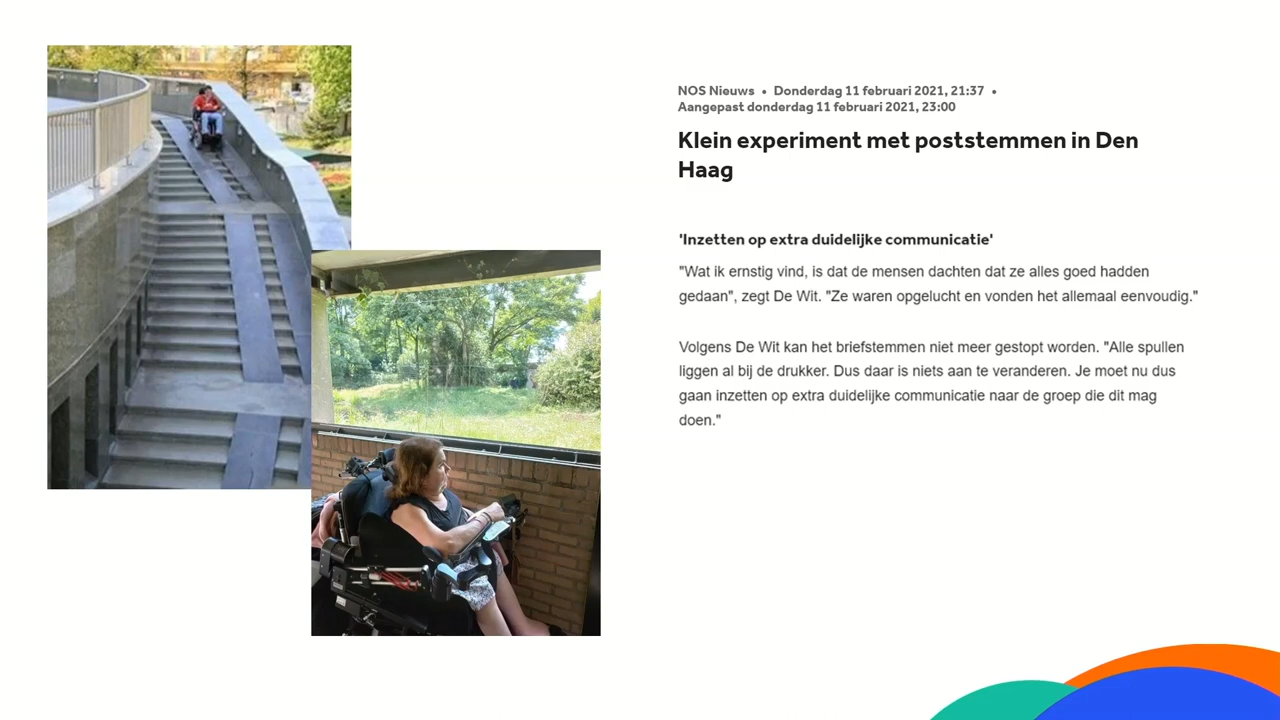 NOS Nieuws • Donderdag 11 februari 2021, 21:37 •
Aangepast donderdag 11 februari 2021, 23:00
Klein experiment met poststemmen in Den
Haag
'Inzetten op extra duidelijke communicatie'
"Wat ik ernstig vind, is dat de mensen dachten dat ze alles goed hadden
gedaan", zegt De Wit. "Ze waren opgelucht en vonden het allemaal eenvoudig."
Volgens De Wit kan het briefstemmen niet meer gestopt worden. "Alle spullen
liggen al bij de drukker. Dus daar is niets aan te veranderen. Je moet nu dus
gaan inzetten op extra duidelijke communicatie naar de groep die dit mag
doen."